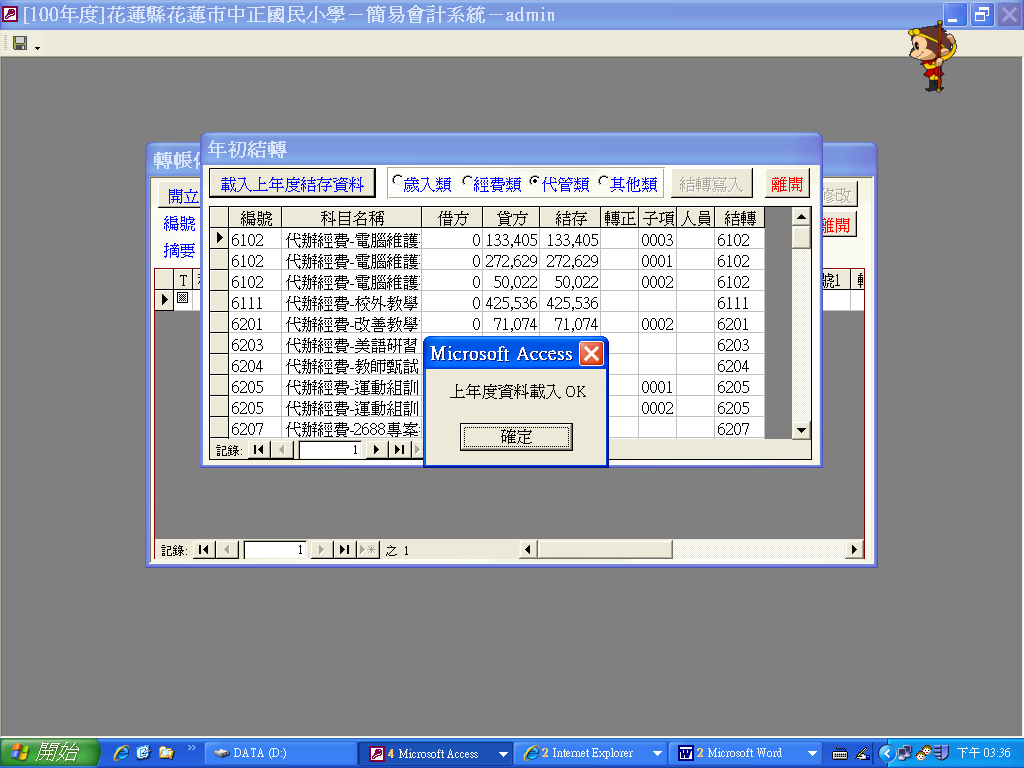 [100年度]花蓮縣花蓮市中正國民小學－簡易會計系統－admin
轉帳
年初結轉
載入上年度結存資料 歲入類 經費類 代管類 其他類 結轉寫入 離開
開立 修改
編號 離開
摘要
編號 科目名稱 借方 貸方 結存 轉正 子項 人員 結轉
6102 代辦經費-電腦維護 0 133,405 133,405 0003 6102
6102 代辦經費-電腦維護 0 272,629 272,629 0001 6102
6102 代辦經費-電腦維護 0 50,022 50,022 0002 6102
6111 代辦經費-校外教學 0 425,536 425,536 6111
6201 代辦經費-改善教學 0 71,074 71,074 0002 6201
6203 代辦經費-美語研習 6203
6204 代辦經費-教師甄試 6204
6205 代辦經費-運動組訓 0001 6205
6205 代辦經費-運動組訓 0002 6205
6207 代辦經費-2688專案 6207
T 號1
Microsoft Access
上年度資料載入 OK
確定
記錄: 1
記錄: 1 之 1
開始 DATA (D:) 4 Microsoft Access 2 Internet Explorer 2 Microsoft Word 下午 03:36